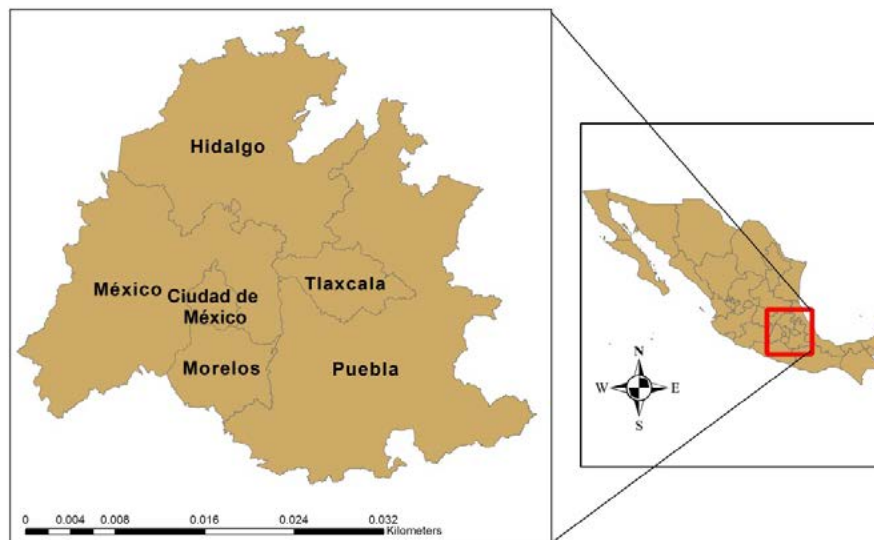 Hidalgo
México
Ciudad de
México
Tlaxcala
Morelos
Puebla
0 0.004 0.008 0.016 0.024 0.032
Kilometers
N
W E
S